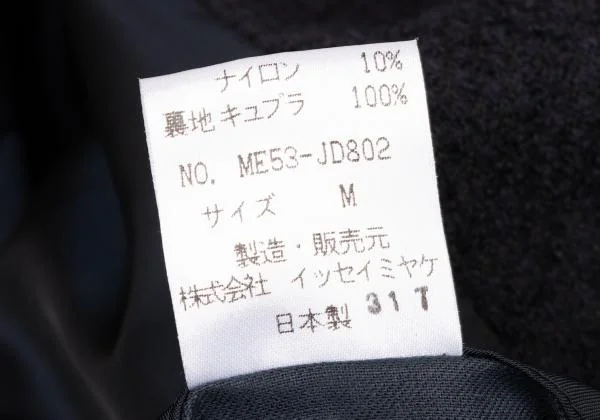 ナイロン 10%
裏地 キュプラ 100%
NO. ME53-JD802
サイズ M
製造・販売元
株式会社 イッセイミヤケ
日本製 31 T